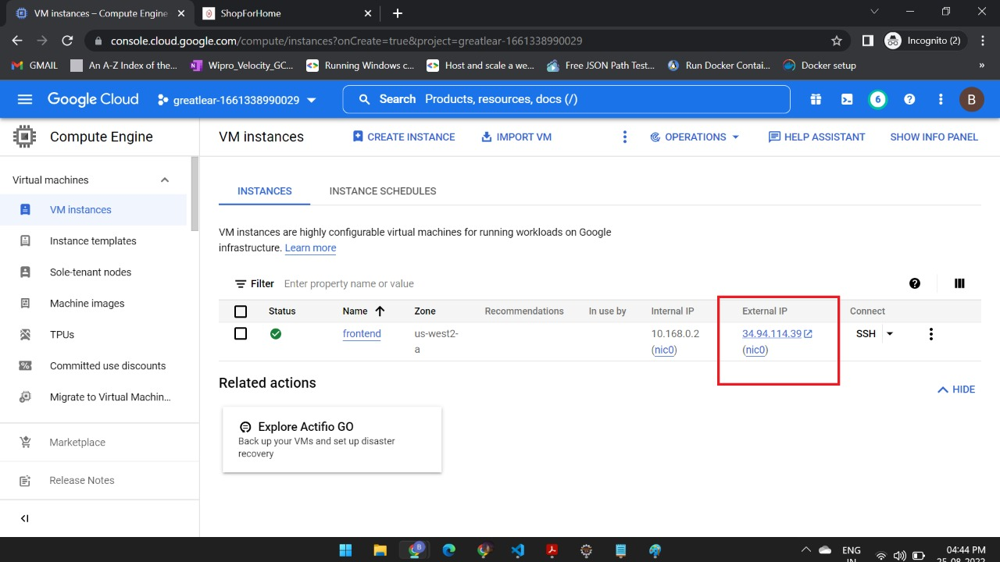 VM instances – Compute Engine
ShopForHome
console.cloud.google.com/compute/instances?onCreate=true&project=greatlear-1661338990029
Incognito (2)
GMAIL
An A-Z Index of the...
Wipro_Velocity_GC...
Running Windows c...
Host and scale a we...
Free JSON Path Test...
Run Docker Contai...
Docker setup
»
Google Cloud
greatlear-1661338990029
Search Products, resources, docs (/)
6
B
Compute Engine
VM instances
CREATE INSTANCE
IMPORT VM
OPERATIONS
HELP ASSISTANT
SHOW INFO PANEL
Virtual machines
VM instances
Instance templates
Sole-tenant nodes
Machine images
TPUs
Committed use discounts
Migrate to Virtual Machin...
Marketplace
Release Notes
INSTANCES
INSTANCE SCHEDULES
VM instances are highly configurable virtual machines for running workloads on Google
infrastructure. Learn more
Filter Enter property name or value
Status Name Zone Recommendations In use by Internal IP External IP Connect
frontend us-west2- 10.168.0.2 34.94.114.39 SSH
a (nic0) (nic0)
Related actions
HIDE
Explore Actifio GO
Back up your VMs and set up disaster
recovery
ENG
IN
04:44 PM
25-08-2022